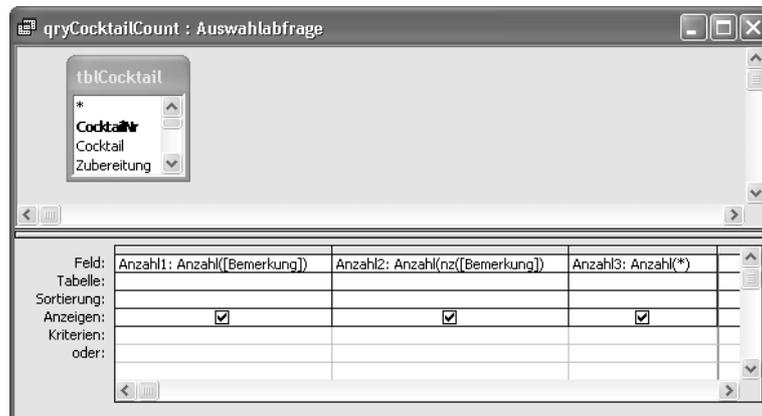 qryCocktailCount : Auswahlabfrage
tblCocktail
*
CocktailNr
Cocktail
Zubereitung
Feld: Anzahl1: Anzahl([Bemerkung]) Anzahl2: Anzahl(nz([Bemerkung]) Anzahl3: Anzahl(*)
Tabelle:
Sortierung:
Anzeigen:
Kriterien:
oder: